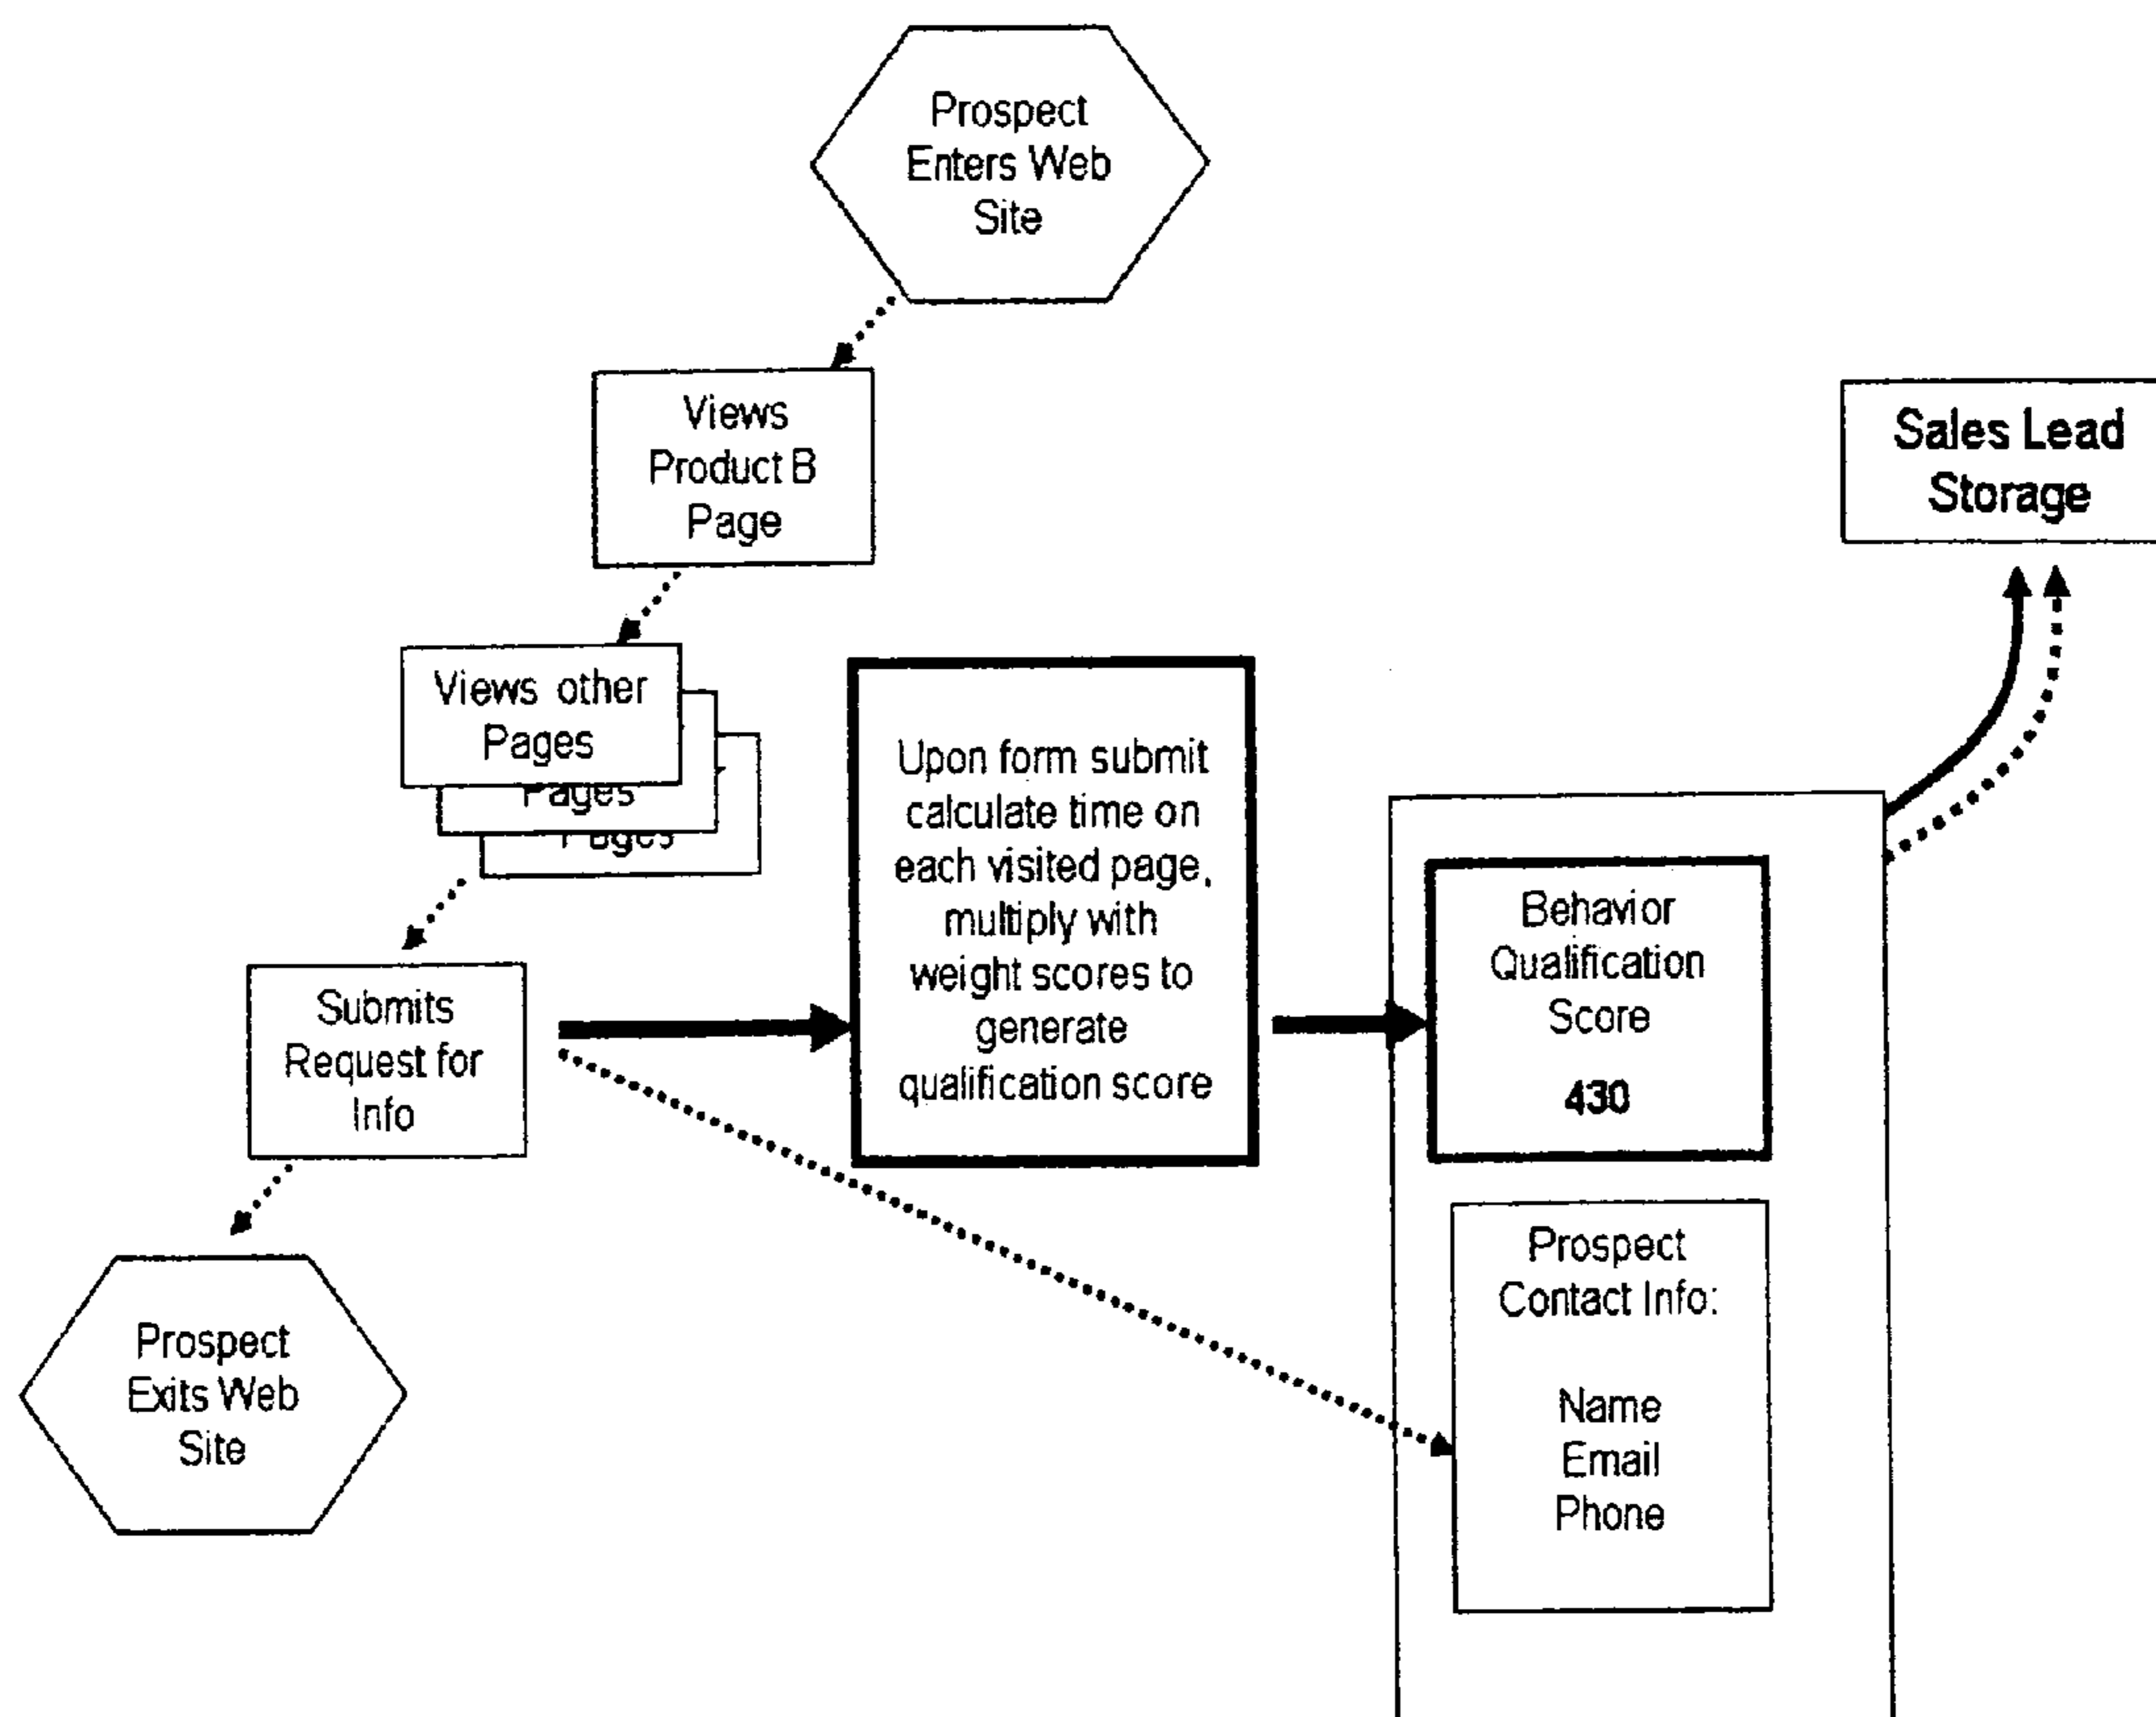 Prospect
Enters Web
Site
Views
Product B
Page
Views other
Pages
Pages
Pages
Submits
Request for
Info
Prospect
Exits Web
Site
Upon form submit
calculate time on
each visited page,
multiply with
weight scores to
generate
qualification score
Behavior
Qualification
Score
430
Prospect
Contact Info:
Name
Email
Phone
Sales Lead
Storage